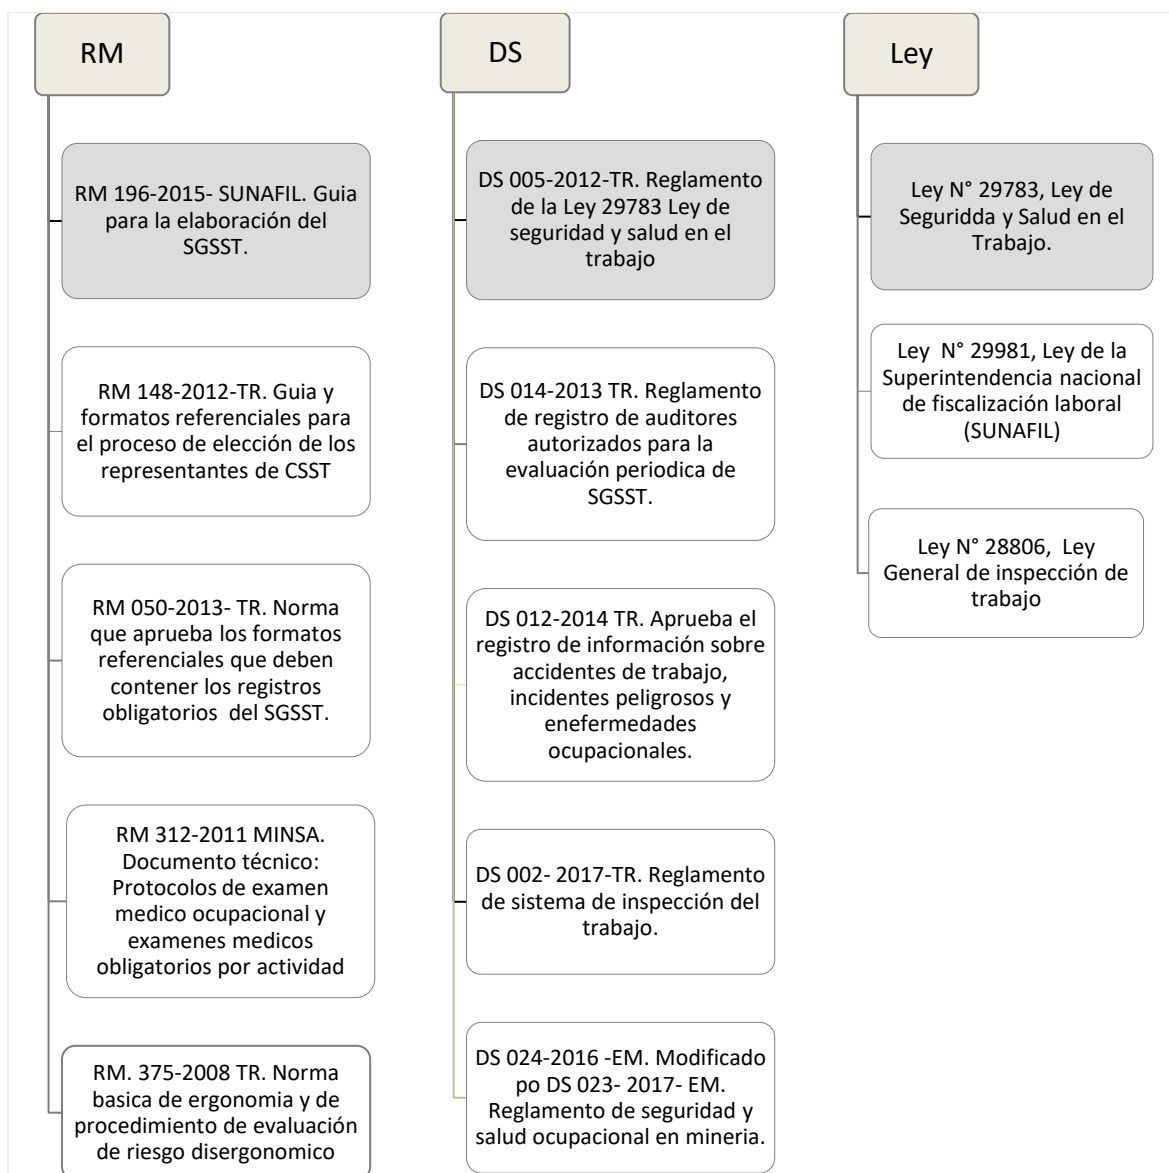 RM
RM 196-2015- SUNAFIL. Guia
para la elaboración del
SGSST.
RM 148-2012-TR. Guia y
formatos referenciales para
el proceso de elección de los
representantes de CSST
RM 050-2013- TR. Norma
que aprueba los formatos
referenciales que deben
contener los registros
obligatorios del SGSST.
RM 312-2011 MINSA.
Documento técnico:
Protocolos de examen
medico ocupacional y
examenes medicos
obligatorios por actividad
RM. 375-2008 TR. Norma
basica de ergonomia y de
procedimiento de evaluación
de riesgo disergonomico
DS
DS 005-2012-TR. Reglamento
de la Ley 29783 Ley de
seguridad y salud en el
trabajo
DS 014-2013 TR. Reglamento
de registro de auditores
autorizados para la
evaluación periodica de
SGSST.
DS 012-2014 TR. Aprueba el
registro de información sobre
accidentes de trabajo,
incidentes peligrosos y
enefermedades
ocupacionales.
DS 002- 2017-TR. Reglamento
de sistema de inspección del
trabajo.
DS 024-2016 -EM. Modificado
po DS 023- 2017- EM.
Reglamento de seguridad y
salud ocupacional en mineria.
Ley
Ley N° 29783, Ley de
Seguridda y Salud en el
Trabajo.
Ley N° 29981, Ley de la
Superintendencia nacional
de fiscalización laboral
(SUNAFIL)
Ley N° 28806, Ley
General de inspección de
trabajo